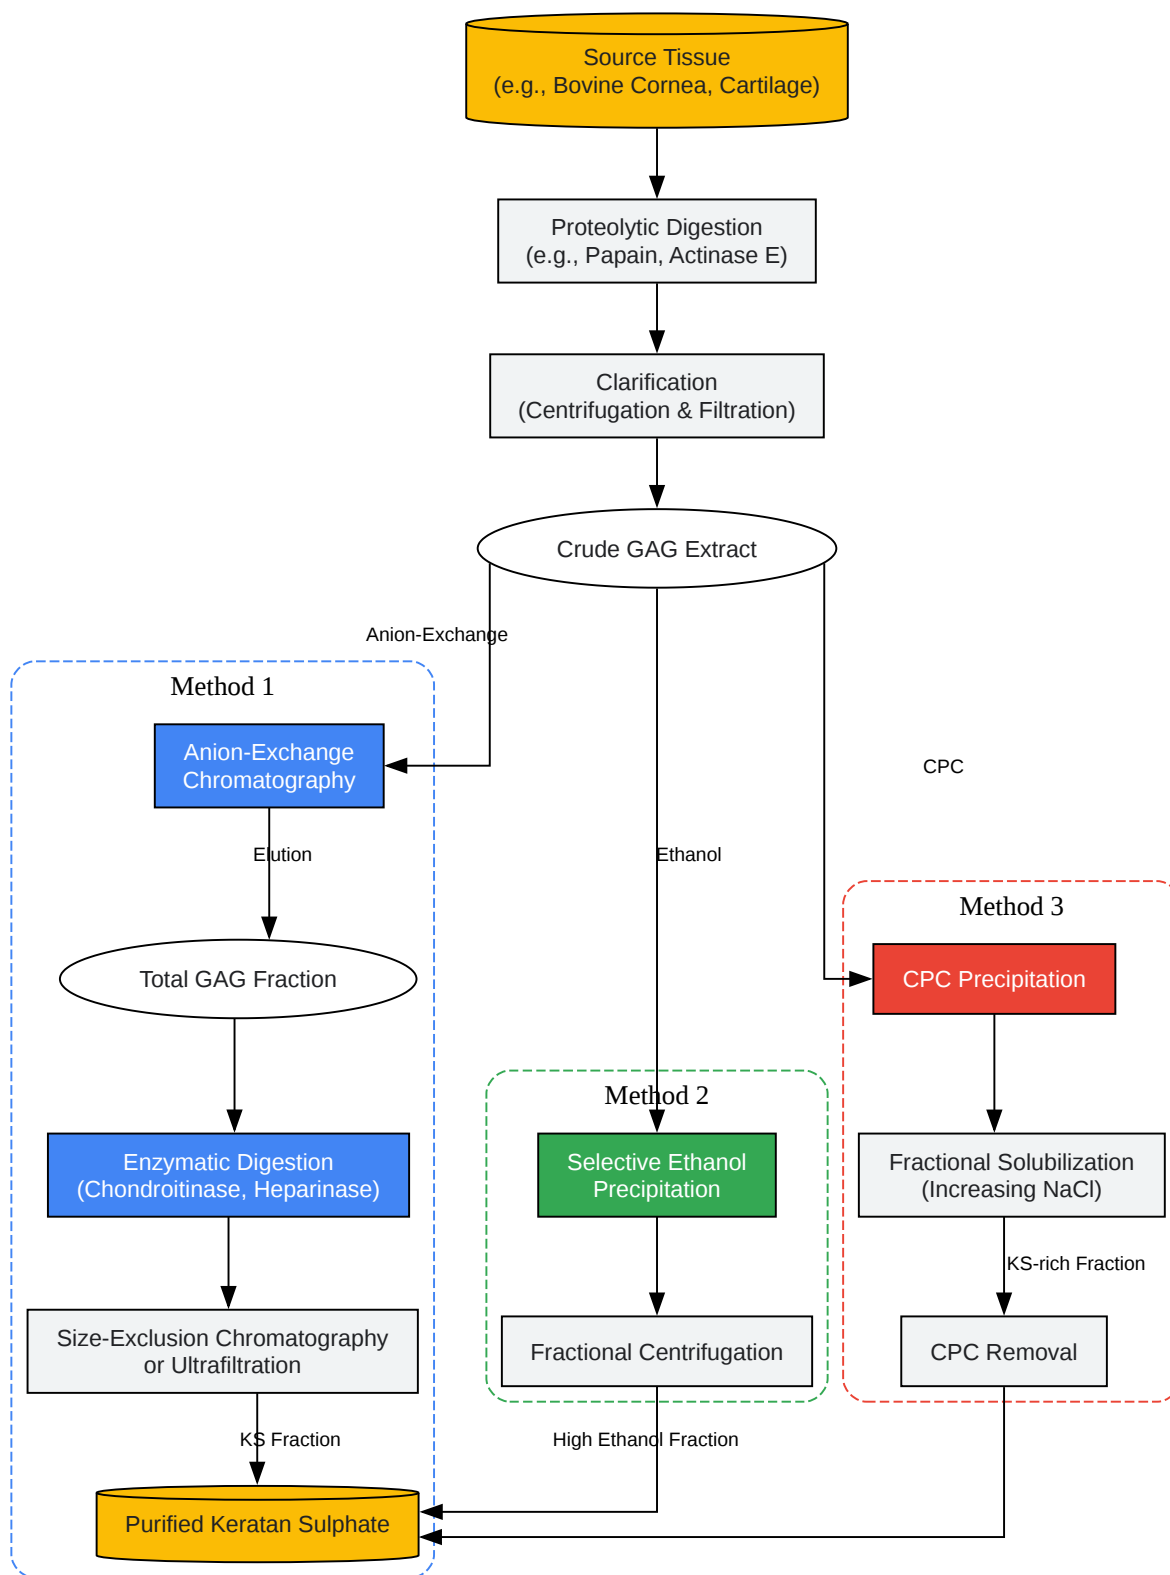 Source Tissue
(e.g., Bovine Cornea, Cartilage)
Proteolytic Digestion
(e.g., Papain, Actinase E)
Clarification
(Centrifugation & Filtration)
Crude GAG Extract
Anion-Exchange
Method 1
Anion-Exchange
Chromatography
CPC
Elution
Ethanol
Method 3
Total GAG Fraction
CPC Precipitation
Method 2
Enzymatic Digestion
(Chondroitinase, Heparinase)
Selective Ethanol
Precipitation
Fractional Solubilization
(Increasing NaCl)
KS-rich Fraction
Size-Exclusion Chromatography
or Ultrafiltration
Fractional Centrifugation
CPC Removal
KS Fraction
High Ethanol Fraction
Purified Keratan Sulphate